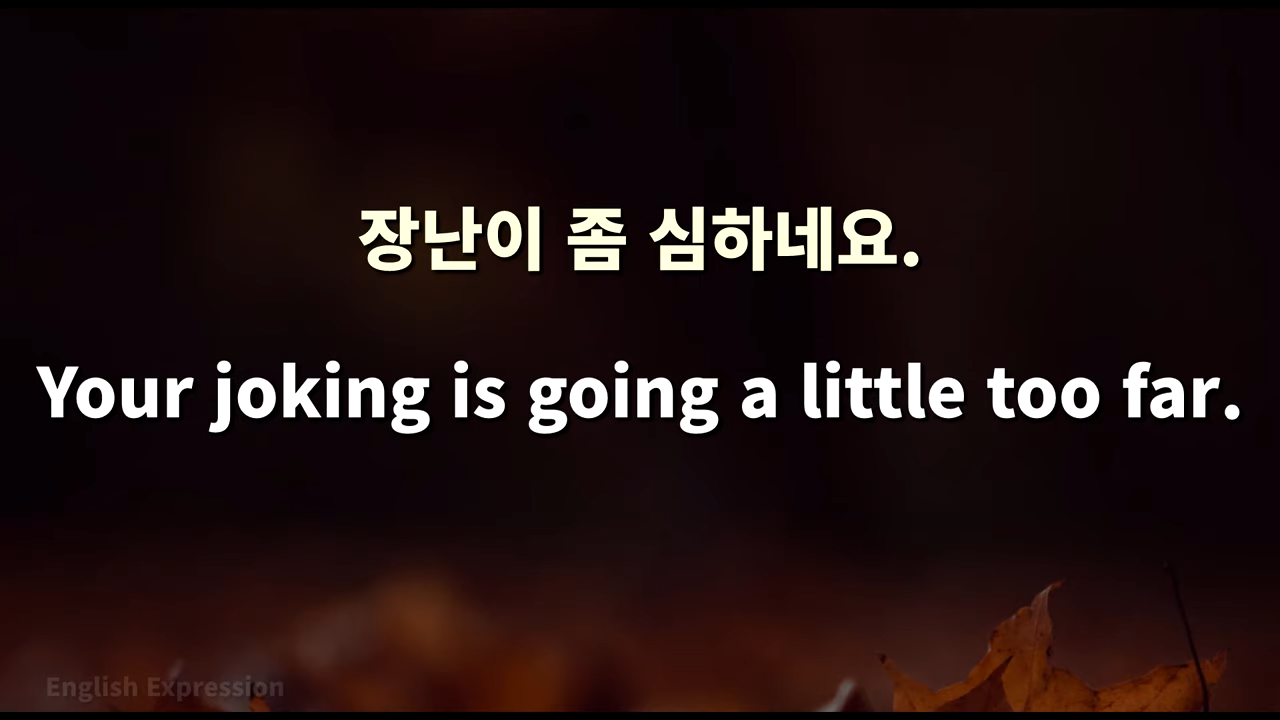 장난이 좀 심하네요.
Your joking is going a little too far.
English Expression